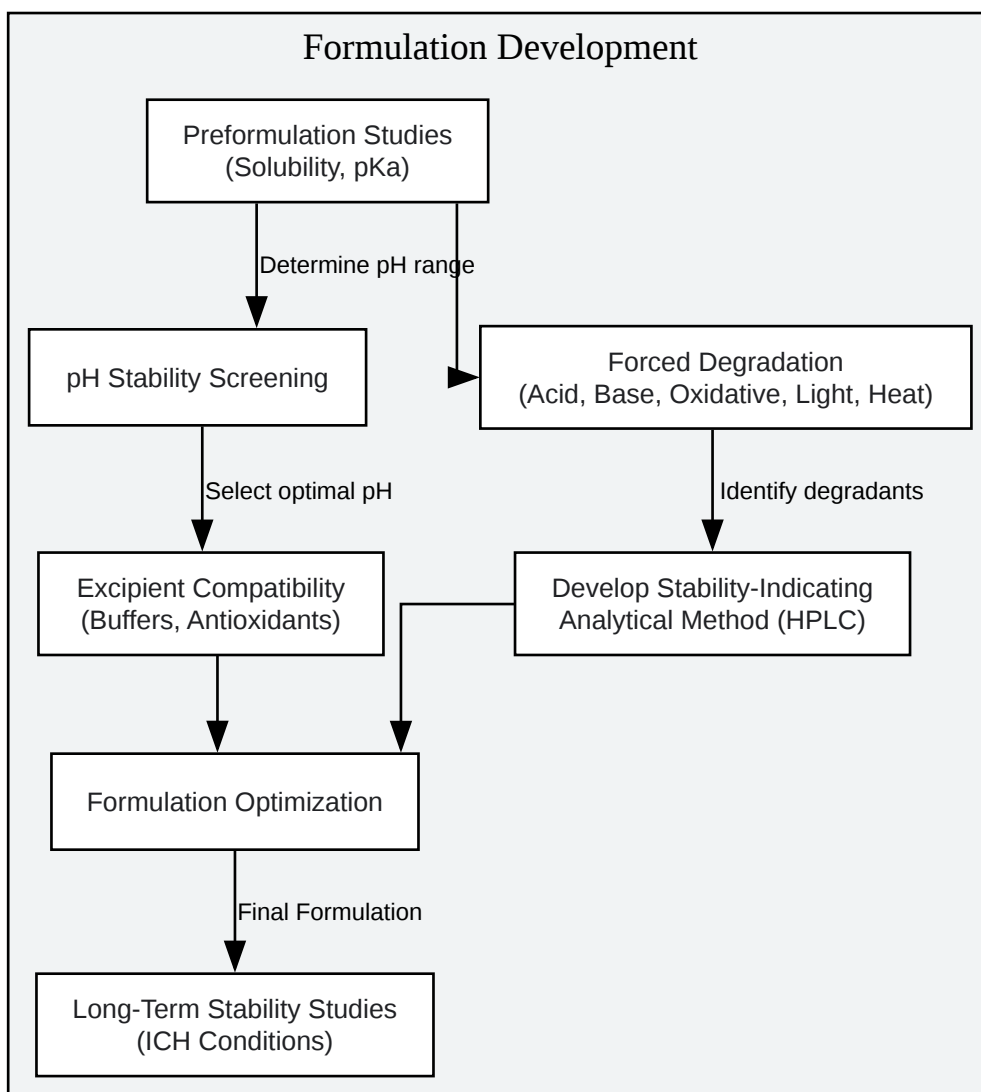 Formulation Development
Preformulation Studies
(Solubility, pKa)
Determine pH range
pH Stability Screening
Forced Degradation
(Acid, Base, Oxidative, Light, Heat)
Select optimal pH
Identify degradants
Excipient Compatibility
(Buffers, Antioxidants)
Develop Stability-Indicating
Analytical Method (HPLC)
Formulation Optimization
Final Formulation
Long-Term Stability Studies
(ICH Conditions)